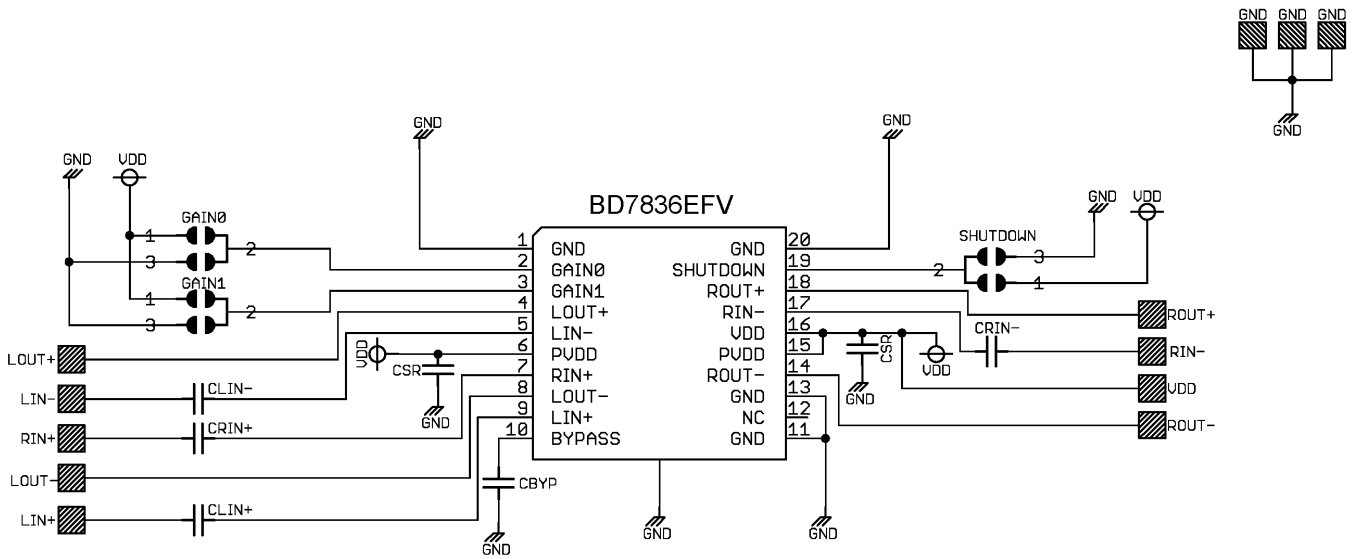 GND GND GND
GND
GND
GND
GND VDD
GND VDD
BD7836EFV
GAIN0
1
2
3
GAIN1
1
2
3
SHUTDOWN
2
3
1
1 GND
2 GAIN0
3 GAIN1
4 LOUT+
5 LIN-
6 PVDD
7 RIN+
8 LOUT-
9 LIN+
10 BYPASS
GND 20
SHUTDOWN 19
ROUT+ 18
RIN- 17
VDD 16
PVDD 15
ROUT- 14
GND 13
NC 12
GND 11
LOUT+
LIN-
RIN+
LOUT-
LIN+
CLIN-
CRIN+
CLIN+
VDD
CSR
GND
CBYP
GND
GND
GND
CSR
GND
VDD
CRIN-
ROUT+
RIN-
VDD
ROUT-